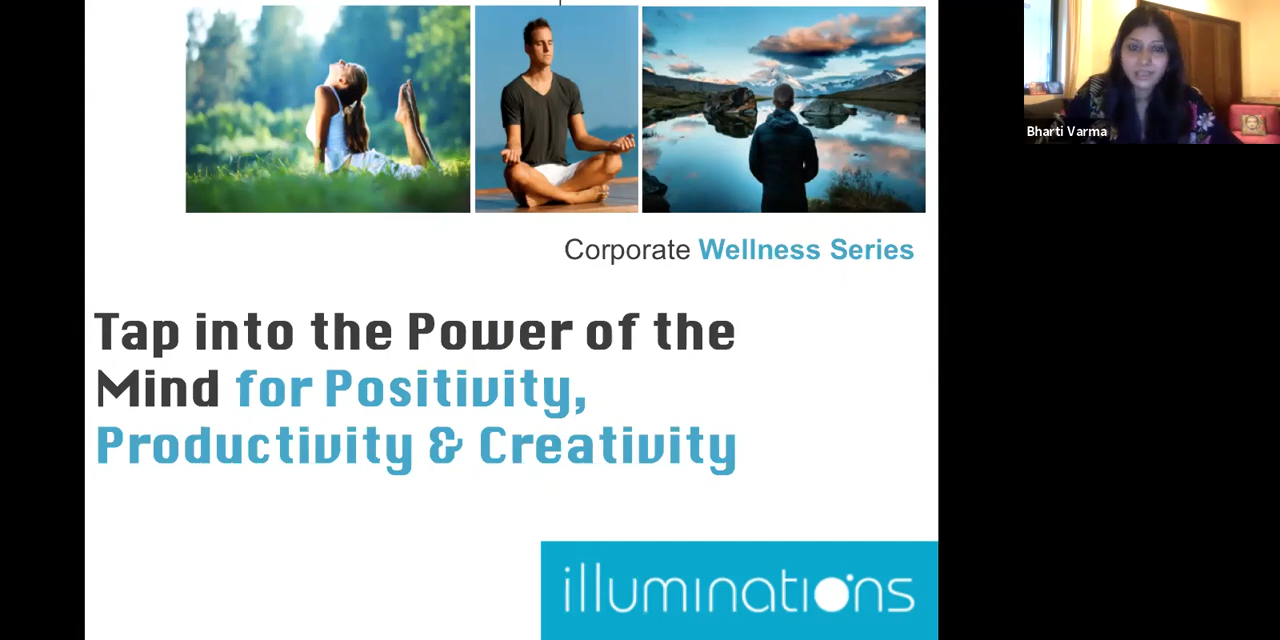 Bharti Varma
Corporate Wellness Series
Tap into the Power of the
Mind for Positivity,
Productivity & Creativity
illuminations